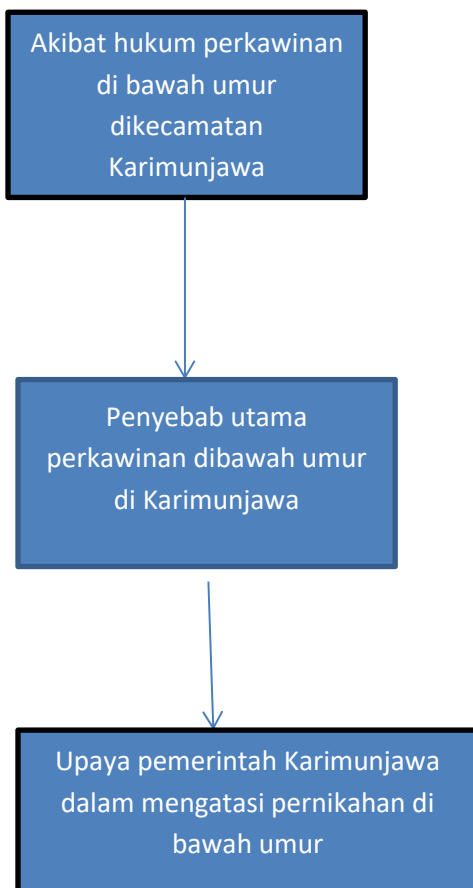 Akibat hukum perkawinan
di bawah umur
dikecamatan
Karimunjawa
Penyebab utama
perkawinan dibawah umur
di Karimunjawa
Upaya pemerintah Karimunjawa
dalam mengatasi pernikahan di
bawah umur